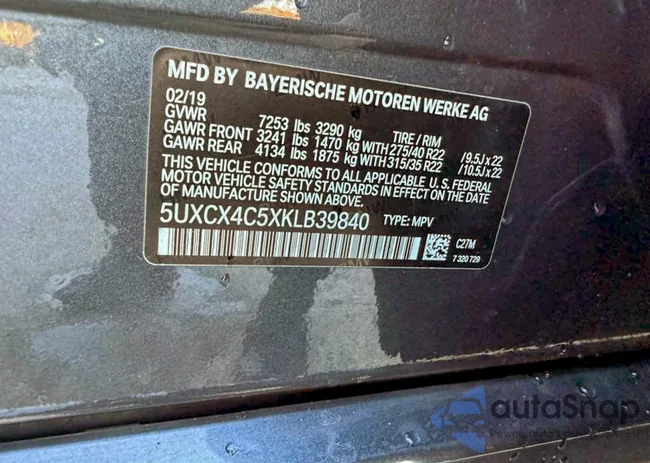 MFD BY BAYERISCHE MOTOREN WERKE AG
02/19
GVWR 7253 lbs 3290 kg TIRE / RIM
GAWR FRONT 3241 lbs 1470 kg WITH 275/40 R22 /9.5J x 22
GAWR REAR 4134 lbs 1875 kg WITH 315/35 R22 /10.5J x 22
THIS VEHICLE CONFORMS TO ALL APPLICABLE U.S. FEDERAL
MOTOR VEHICLE SAFETY STANDARDS IN EFFECT ON THE DATE
OF MANUFACTURE SHOWN ABOVE.
5UXCX4C5XKLB39840 TYPE: MPV
C27M
7 320 729
autoSnap